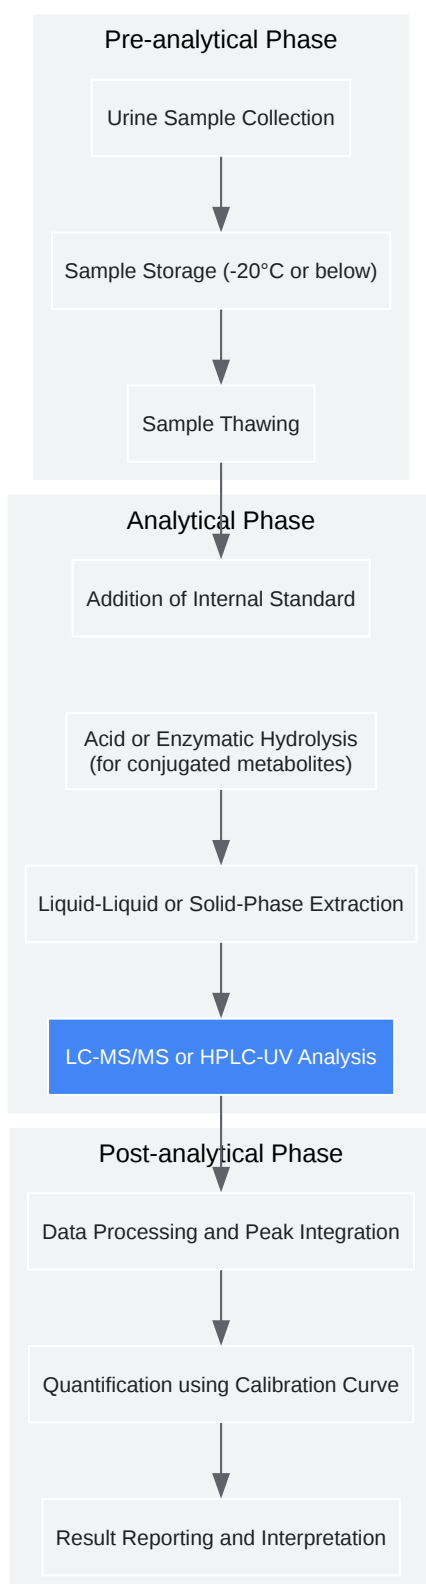 Pre-analytical Phase
Urine Sample Collection
Sample Storage (-20°C or below)
Sample Thawing
Analytical Phase
Addition of Internal Standard
Acid or Enzymatic Hydrolysis
(for conjugated metabolites)
Liquid-Liquid or Solid-Phase Extraction
LC-MS/MS or HPLC-UV Analysis
Post-analytical Phase
Data Processing and Peak Integration
Quantification using Calibration Curve
Result Reporting and Interpretation